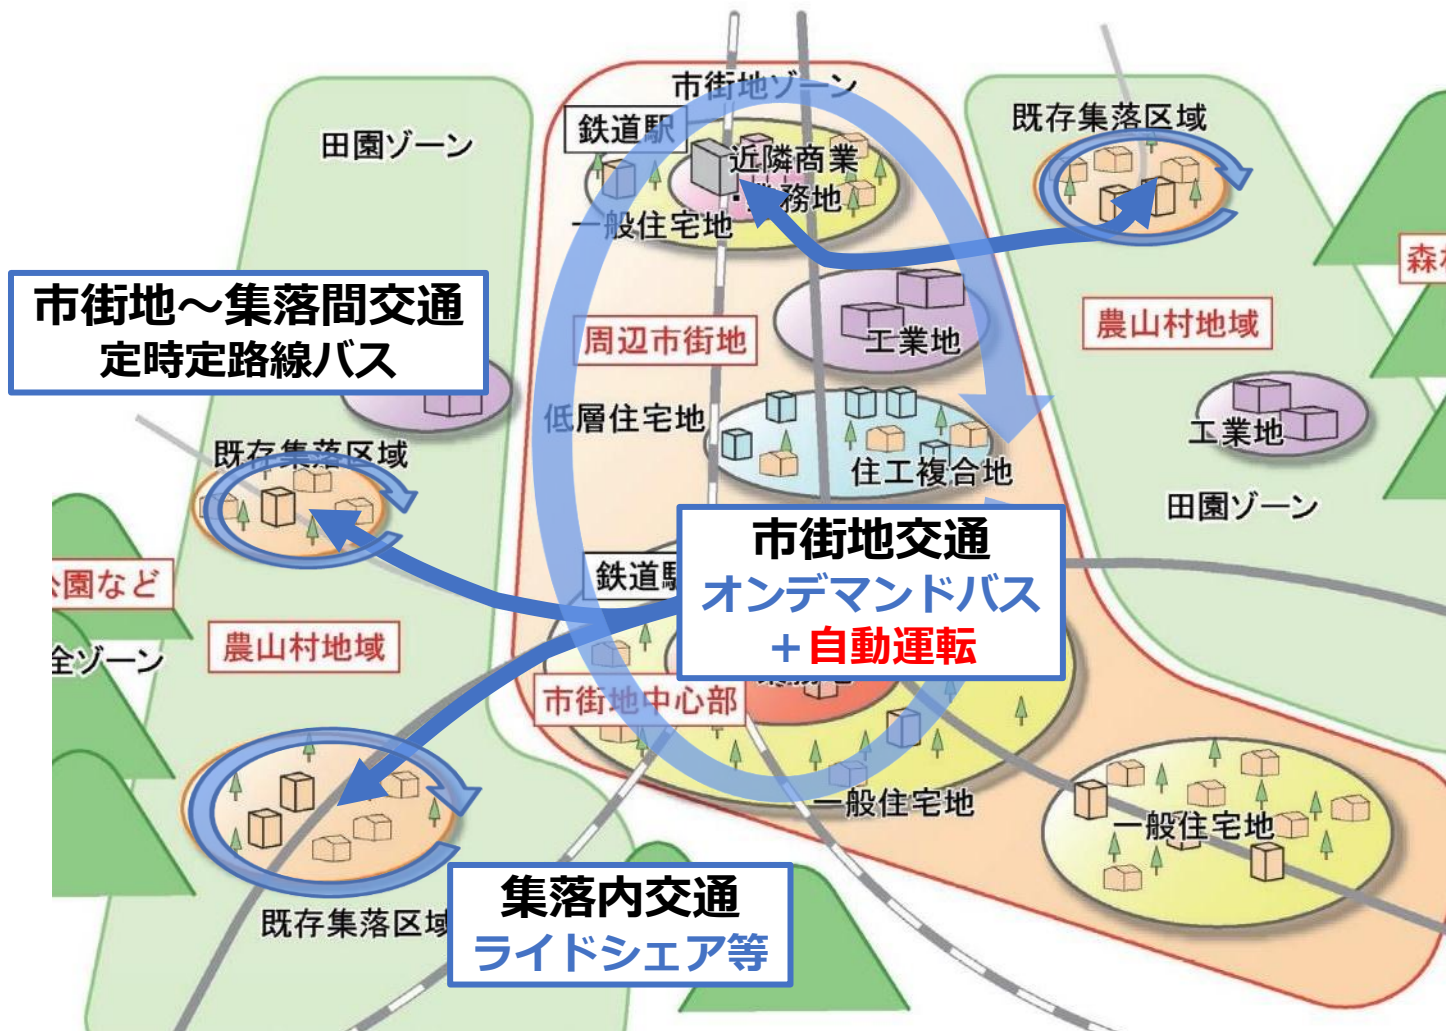 市街地ゾーン
鉄道駅
既存集落区域
田園ゾーン
近隣商業
一般住宅地
市街地～集落間交通
定時定路線バス
周辺市街地
工業地
農山村地域
低層住宅地
工業地
既存集落区域
住工複合地
田園ゾーン
市街地交通
オンデマンドバス
＋自動運転
鉄道駅
園など
ゾーン
農山村地域
市街地中心部
一般住宅地
一般住宅地
集落内交通
ライドシェア等
既存集落区域